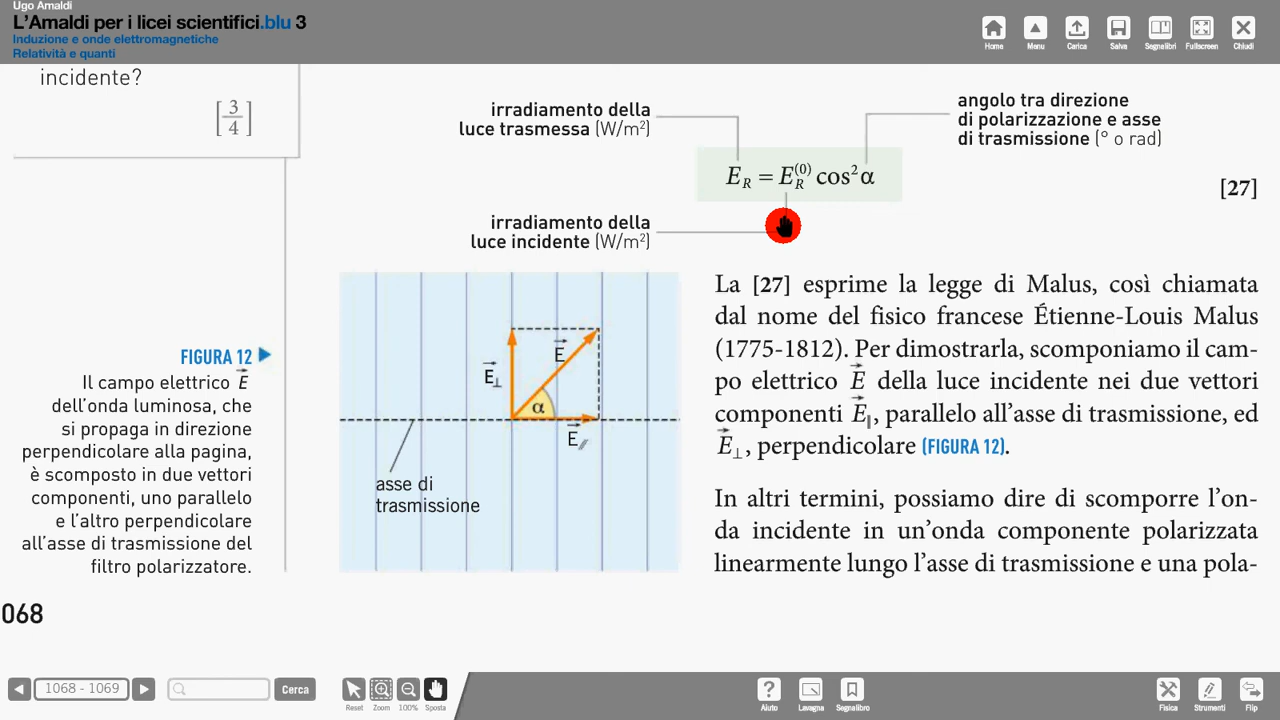 Ugo Amaldi
L'Amaldi per i licei scientifici.blu 3
Induzione e onde elettromagnetiche
Relatività e quanti
Home
Menu
Carica
Salva
Segnalibri
Fullscreen
Chiudi
incidente?
[3/4]
irradiamento della
luce trasmessa (W/m²)
angolo tra direzione
di polarizzazione e asse
di trasmissione (° o rad)
E_R = E_R^(0) cos²α
[27]
irradiamento della
luce incidente (W/m²)
FIGURA 12
Il campo elettrico E⃗
dell'onda luminosa, che
si propaga in direzione
perpendicolare alla pagina,
è scomposto in due vettori
componenti, uno parallelo
e l'altro perpendicolare
all'asse di trasmissione del
filtro polarizzatore.
E⃗
E⃗⊥
α
E⃗∥
asse di
trasmissione
La [27] esprime la legge di Malus, così chiamata
dal nome del fisico francese Étienne-Louis Malus
(1775-1812). Per dimostrarla, scomponiamo il cam-
po elettrico E⃗ della luce incidente nei due vettori
componenti E⃗∥, parallelo all'asse di trasmissione, ed
E⃗⊥, perpendicolare (FIGURA 12).
In altri termini, possiamo dire di scomporre l'on-
da incidente in un'onda componente polarizzata
linearmente lungo l'asse di trasmissione e una pola-
068
1068 - 1069
Cerca
Reset
Zoom
100%
Sposta
Aiuto
Lavagna
Segnalibro
Fisica
Strumenti
Flip